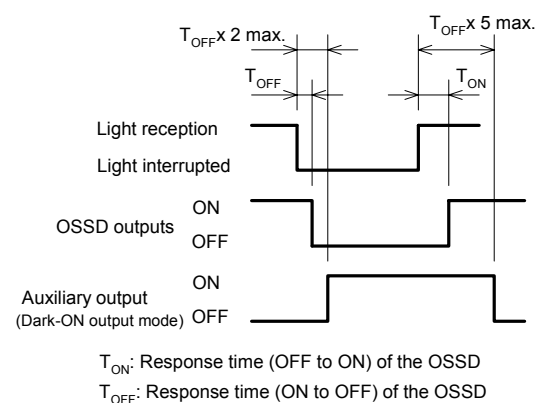 T_OFF x 2 max.
T_OFF x 5 max.
T_OFF
T_ON
Light reception
Light interrupted
OSSD outputs
ON
OFF
Auxiliary output
(Dark-ON output mode)
ON
OFF
T_ON: Response time (OFF to ON) of the OSSD
T_OFF: Response time (ON to OFF) of the OSSD